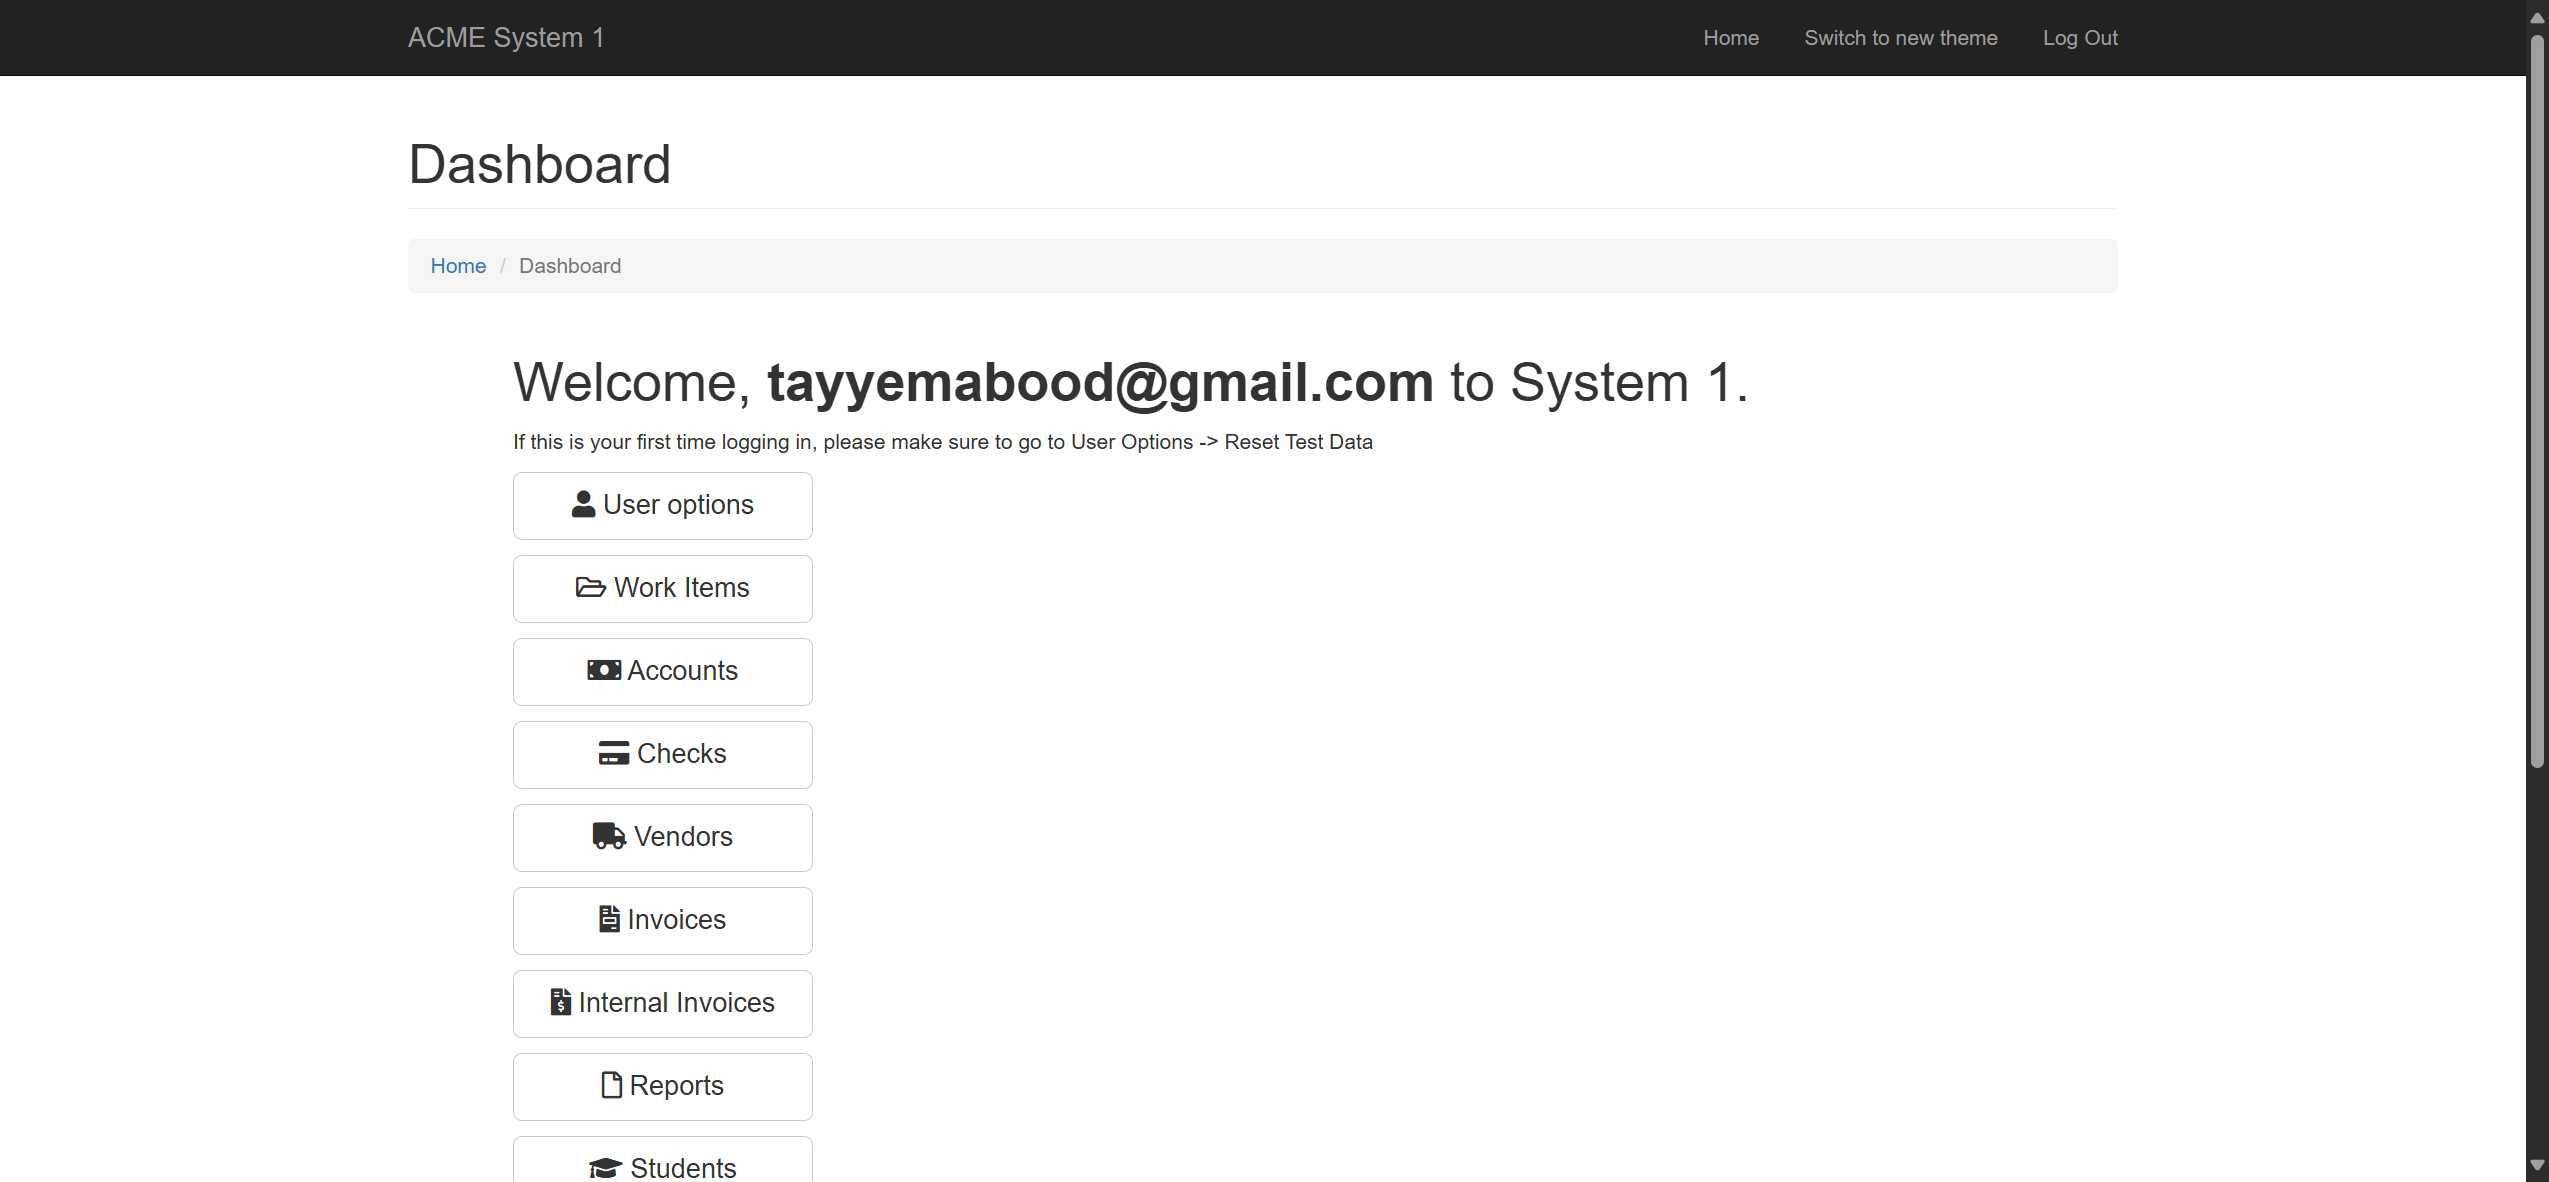 ACME System 1
Home
Switch to new theme
Log Out
Dashboard
Home / Dashboard
Welcome, tayyemabood@gmail.com to System 1.
If this is your first time logging in, please make sure to go to User Options -> Reset Test Data
User options
Work Items
Accounts
Checks
Vendors
Invoices
Internal Invoices
Reports
Students